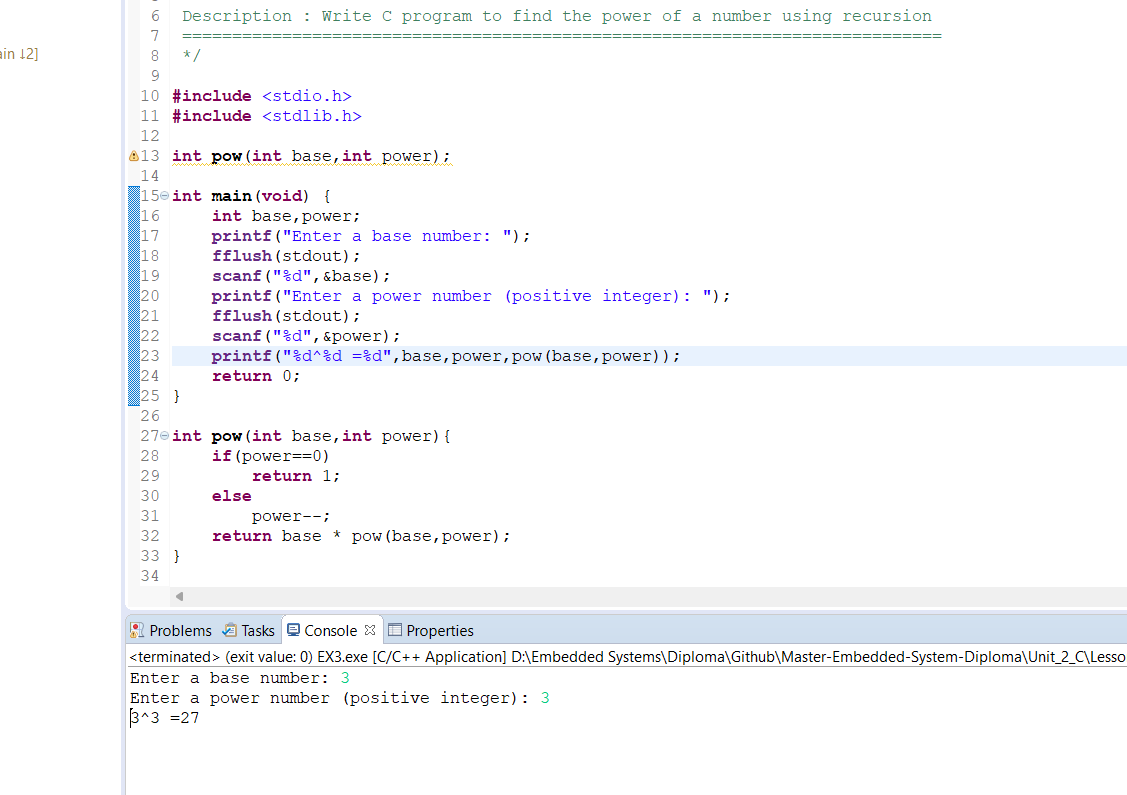 6 Description : Write C program to find the power of a number using recursion
7 ============================================================================
8 */
9
10 #include <stdio.h>
11 #include <stdlib.h>
12
13 int pow(int base,int power);
14
15 int main(void) {
16 int base,power;
17 printf("Enter a base number: ");
18 fflush(stdout);
19 scanf("%d",&base);
20 printf("Enter a power number (positive integer): ");
21 fflush(stdout);
22 scanf("%d",&power);
23 printf("%d^%d =%d",base,power,pow(base,power));
24 return 0;
25 }
26
27 int pow(int base,int power){
28 if(power==0)
29 return 1;
30 else
31 power--;
32 return base * pow(base,power);
33 }
34
ain ↓2]
Problems Tasks Console Properties
<terminated> (exit value: 0) EX3.exe [C/C++ Application] D:\Embedded Systems\Diploma\Github\Master-Embedded-System-Diploma\Unit_2_C\Lesso
Enter a base number: 3
Enter a power number (positive integer): 3
3^3 =27